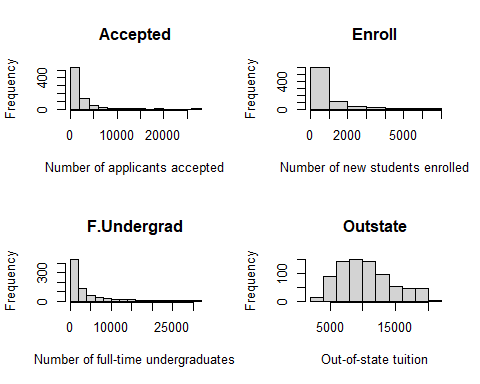 Accepted
Frequency
0 400
0 10000 20000
Number of applicants accepted
Enroll
Frequency
0 400
0 2000 5000
Number of new students enrolled
F.Undergrad
Frequency
0 300
0 10000 25000
Number of full-time undergraduates
Outstate
Frequency
0 100
5000 15000
Out-of-state tuition